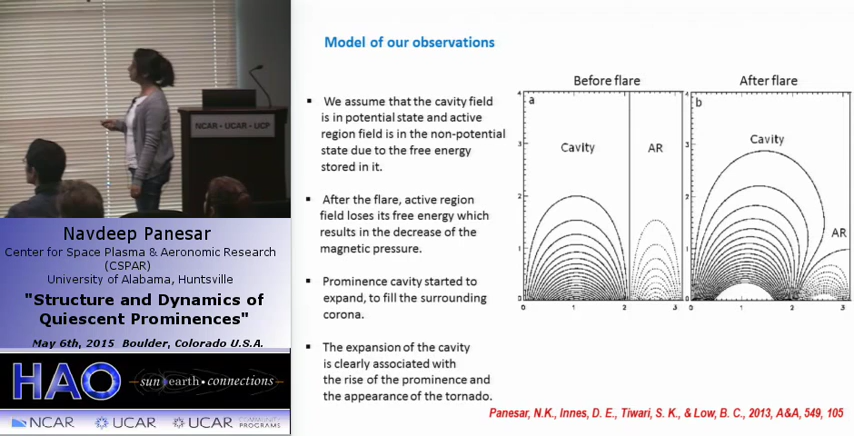 NCAR • UCAR • UCP
Navdeep Panesar
Center for Space Plasma & Aeronomic Research
(CSPAR)
University of Alabama, Huntsville
"Structure and Dynamics of
Quiescent Prominences"
May 6th, 2015 Boulder, Colorado U.S.A.
HAO
sun earth • connections
NCAR
UCAR
UCAR COMMUNITY
PROGRAMS
Model of our observations
▪ We assume that the cavity field
is in potential state and active
region field is in the non-potential
state due to the free energy
stored in it.
▪ After the flare, active region
field loses its free energy which
results in the decrease of the
magnetic pressure.
▪ Prominence cavity started to
expand, to fill the surrounding
corona.
▪ The expansion of the cavity
is clearly associated with
the rise of the prominence and
the appearance of the tornado.
Before flare
a
Cavity
AR
4
3
2
1
0
0 1 2 3
After flare
b
Cavity
AR
4
3
2
1
0
0 1 2 3
Panesar, N.K., Innes, D. E., Tiwari, S. K., & Low, B. C., 2013, A&A, 549, 105